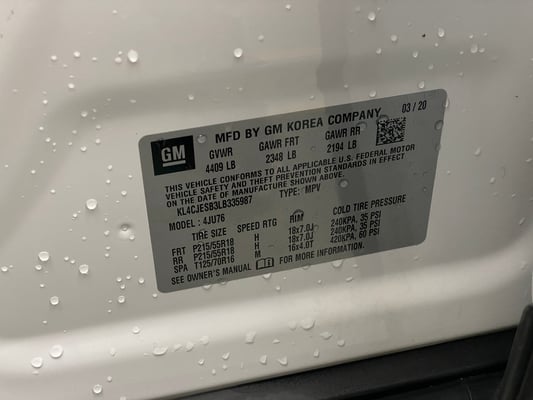 MFD BY GM KOREA COMPANY 03 / 20
GM
GVWR GAWR FRT GAWR RR
4409 LB 2348 LB 2194 LB
THIS VEHICLE CONFORMS TO ALL APPLICABLE U.S. FEDERAL MOTOR
VEHICLE SAFETY AND THEFT PREVENTION STANDARDS IN EFFECT
ON THE DATE OF MANUFACTURE SHOWN ABOVE.
KL4CJESB3LB335987 TYPE: MPV
MODEL: 4JU76
TIRE SIZE SPEED RTG RIM COLD TIRE PRESSURE
FRT P215/55R18 H 18x7.0J 240KPA, 35 PSI
RR P215/55R18 H 18x7.0J 240KPA, 35 PSI
SPA T125/70R16 M 16x4.0T 420KPA, 60 PSI
SEE OWNER'S MANUAL FOR MORE INFORMATION.